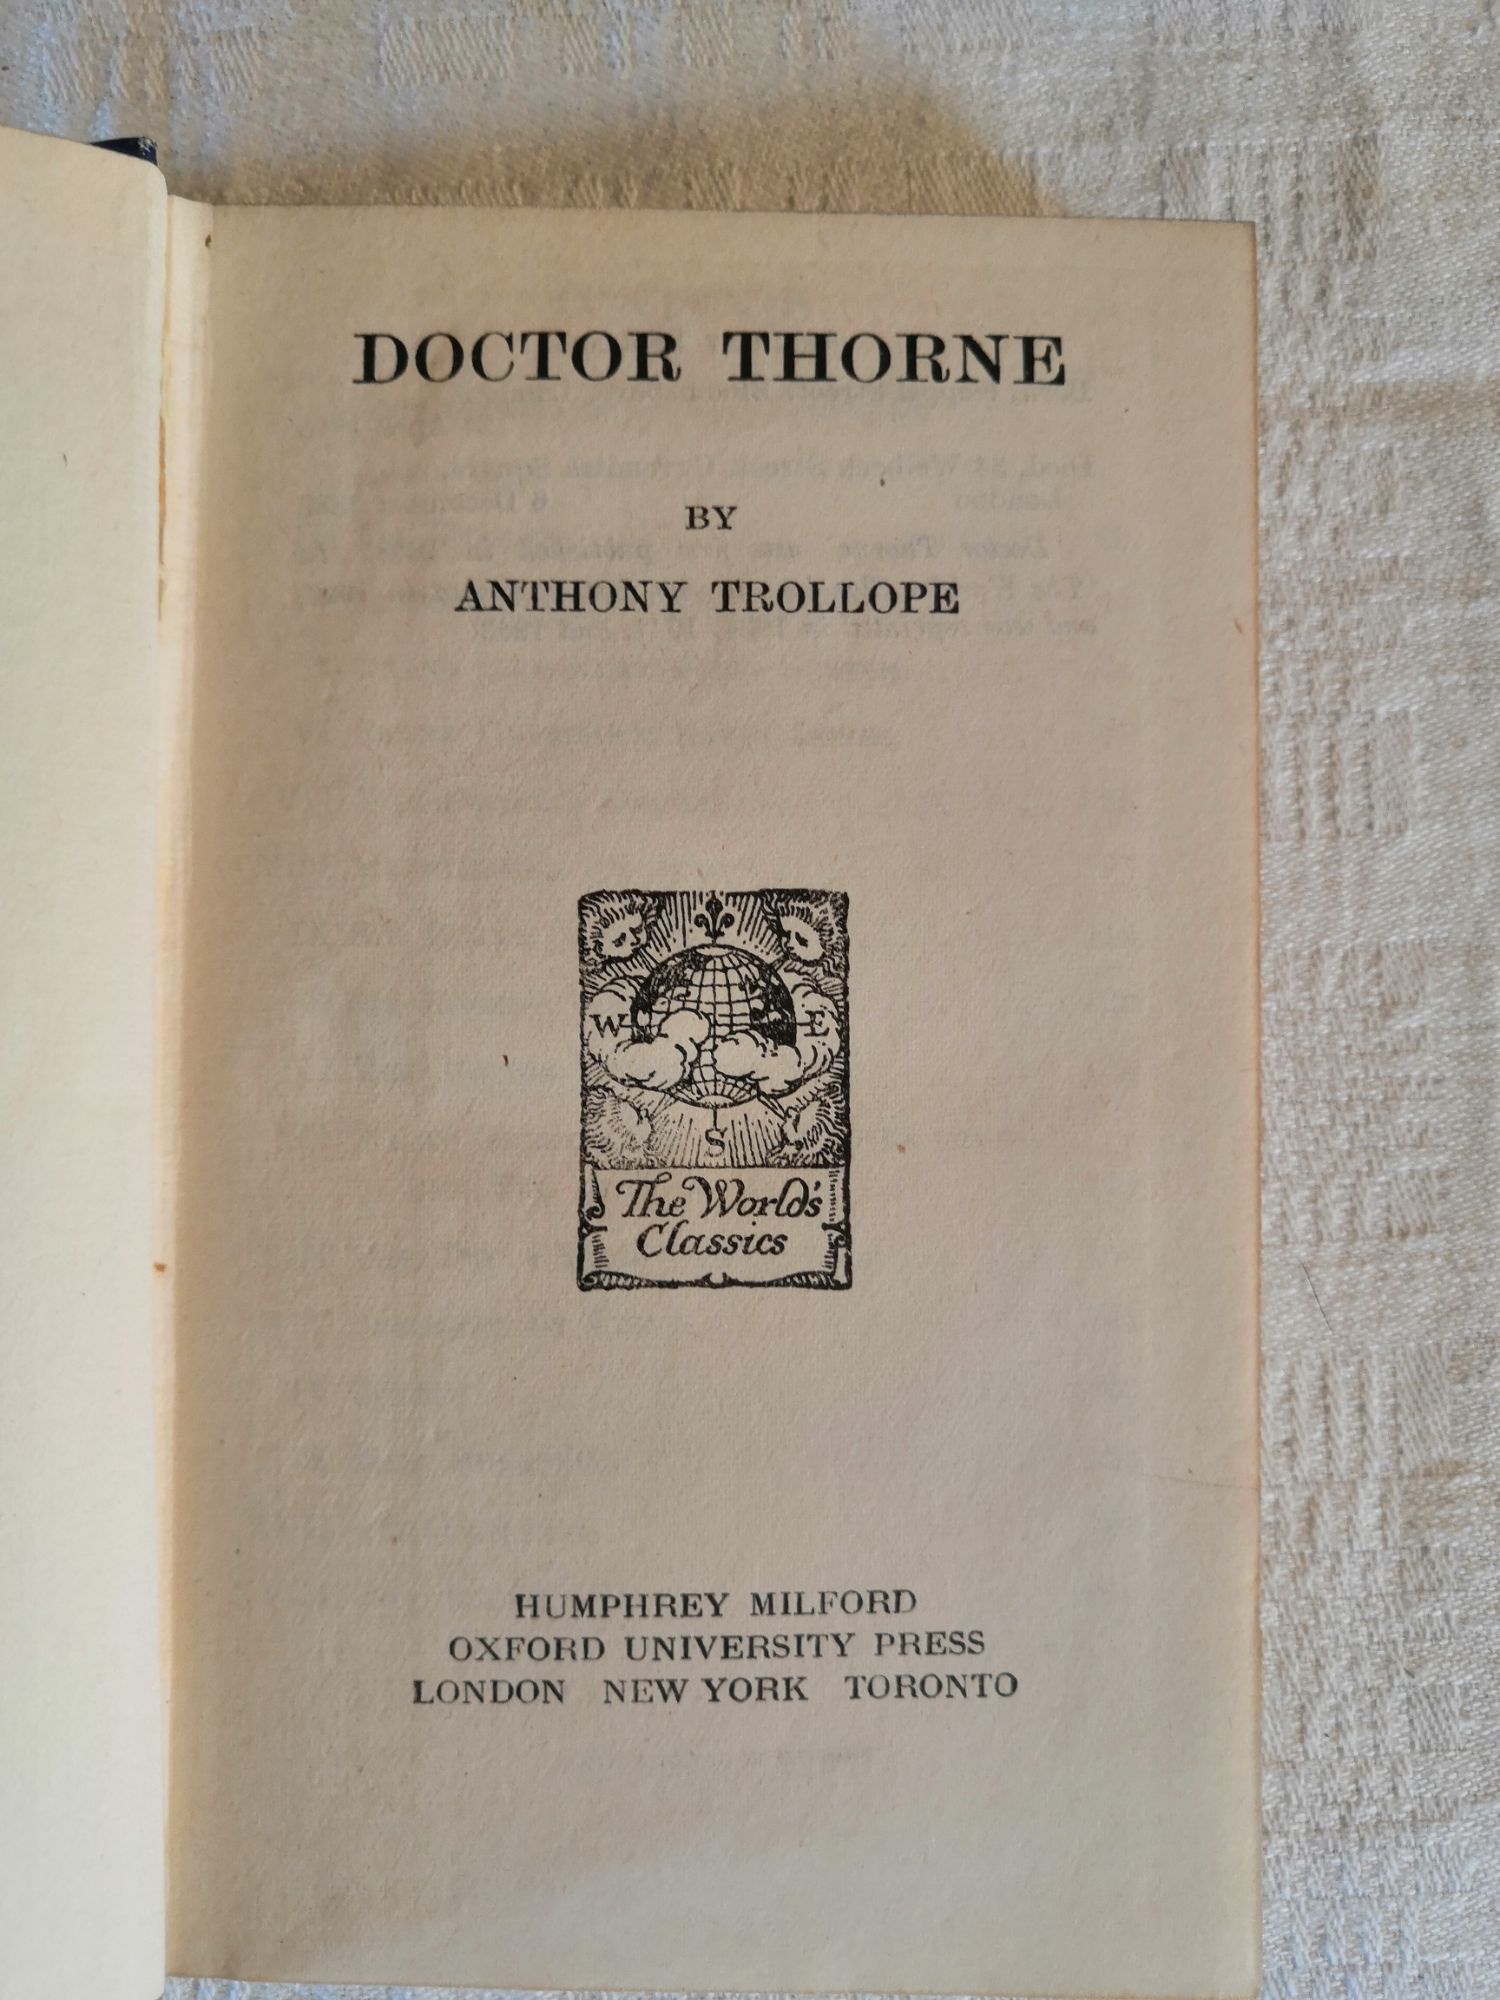 DOCTOR THORNE
BY
ANTHONY TROLLOPE
W E
S
The World's
Classics
HUMPHREY MILFORD
OXFORD UNIVERSITY PRESS
LONDON NEW YORK TORONTO